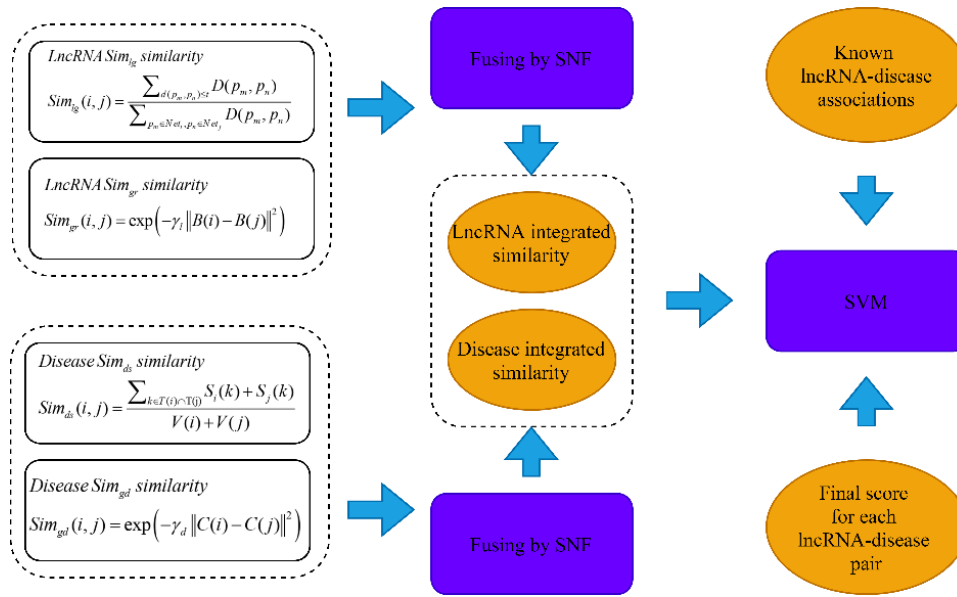 LncRNA Sim_lg similarity
Sim_lg(i, j) = ∑_{d(p_m, p_n)≤t} D(p_m, p_n) / ∑_{p_m∈Net_i, p_n∈Net_j} D(p_m, p_n)
LncRNA Sim_gr similarity
Sim_gr(i, j) = exp(−γ_l ‖B(i) − B(j)‖²)
Disease Sim_ds similarity
Sim_ds(i, j) = ∑_{k∈T(i)∩T(j)} S_i(k) + S_j(k) / V(i) + V(j)
Disease Sim_gd similarity
Sim_gd(i, j) = exp(−γ_d ‖C(i) − C(j)‖²)
Fusing by SNF
LncRNA integrated
similarity
Disease integrated
similarity
Fusing by SNF
Known
lncRNA-disease
associations
SVM
Final score
for each
lncRNA-disease
pair